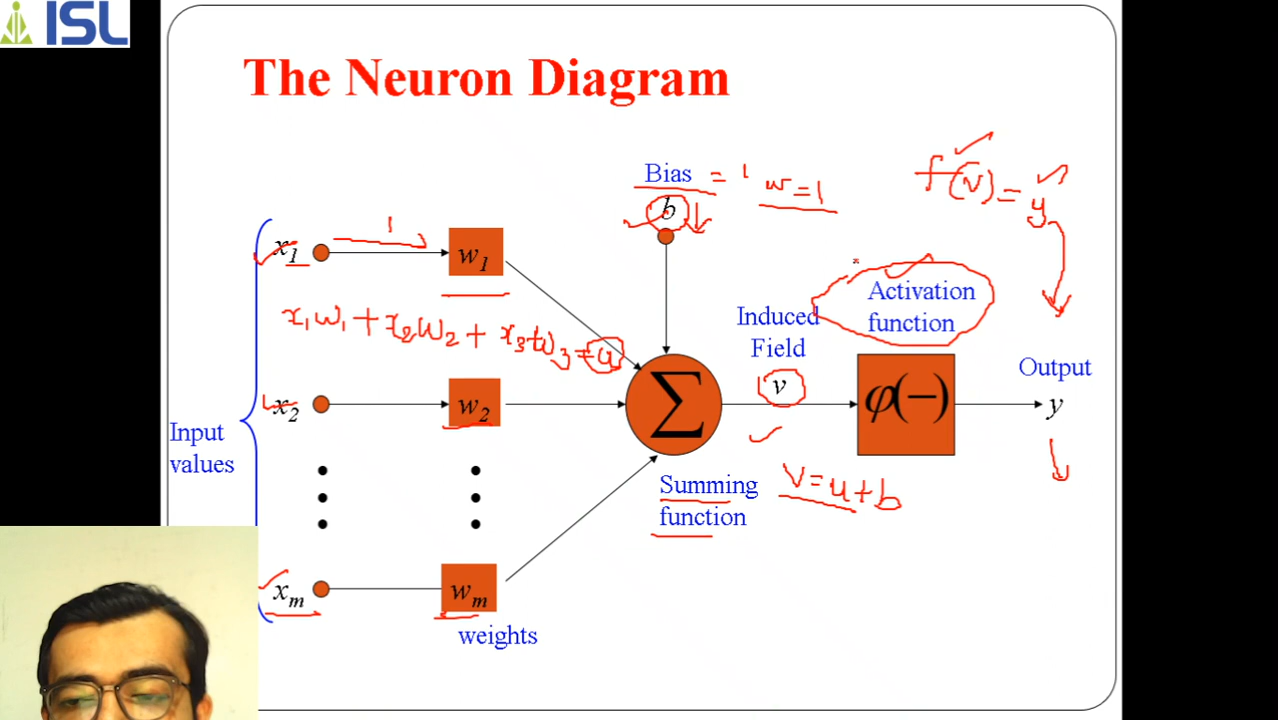 ISL
The Neuron Diagram
Bias = 1 w = 1
b
f(v) = y
x1 1 w1
x1w1 + x2w2 + x3w3 = u
Activation
function
Induced
Field
v
Output
y
x2 w2
∑
φ(−)
Input
values
Summing
function
v = u + b
xm wm
weights